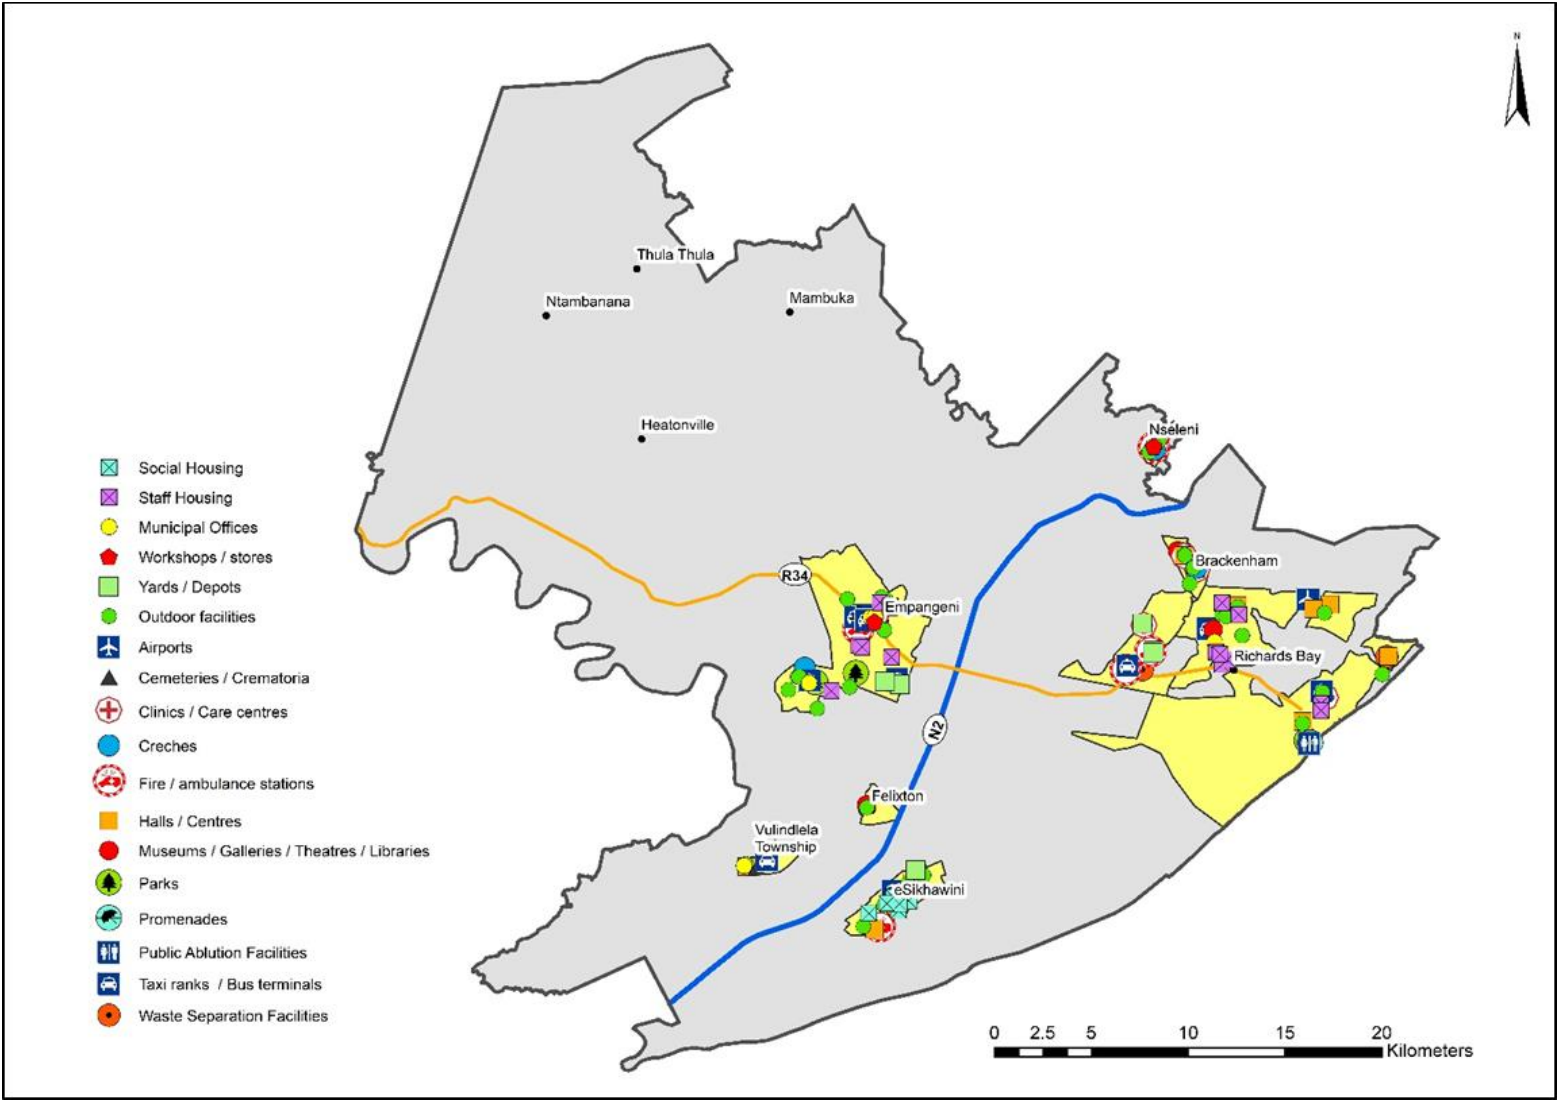 N
Thula Thula
Ntambanana
Mambuka
Heatonville
Nseleni
R34
Brackenham
Empangeni
Richards Bay
N2
Felixton
Vulindlela
Township
eSikhawini
Social Housing
Staff Housing
Municipal Offices
Workshops / stores
Yards / Depots
Outdoor facilities
Airports
Cemeteries / Crematoria
Clinics / Care centres
Creches
Fire / ambulance stations
Halls / Centres
Museums / Galleries / Theatres / Libraries
Parks
Promenades
Public Ablution Facilities
Taxi ranks / Bus terminals
Waste Separation Facilities
0 2.5 5 10 15 20
Kilometers